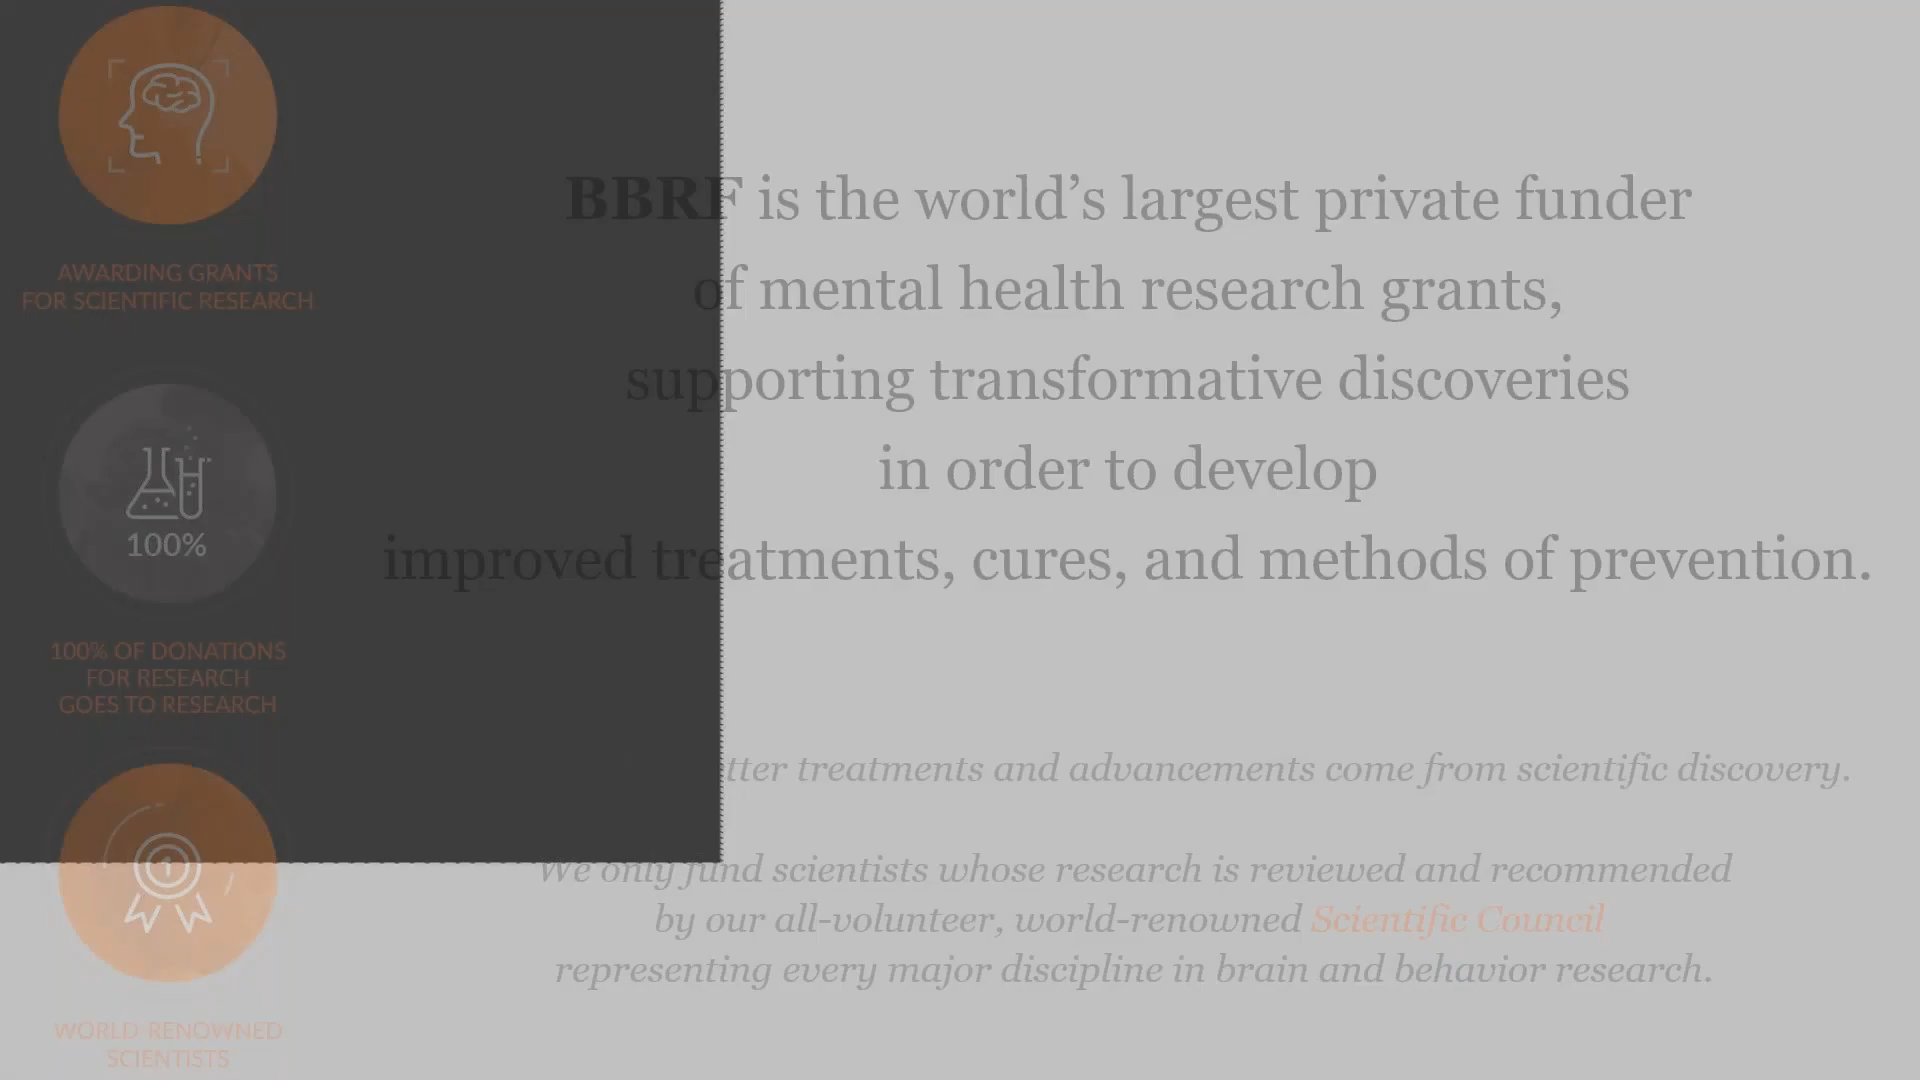 AWARDING GRANTS
FOR SCIENTIFIC RESEARCH
100%
100% OF DONATIONS
FOR RESEARCH
GOES TO RESEARCH
1
WORLD RENOWNED
SCIENTISTS
BBRF is the world’s largest private funder
of mental health research grants,
supporting transformative discoveries
in order to develop
improved treatments, cures, and methods of prevention.
treatments and advancements come from scientific discovery.
We only fund scientists whose research is reviewed and recommended
by our all-volunteer, world-renowned Scientific Council
representing every major discipline in brain and behavior research.